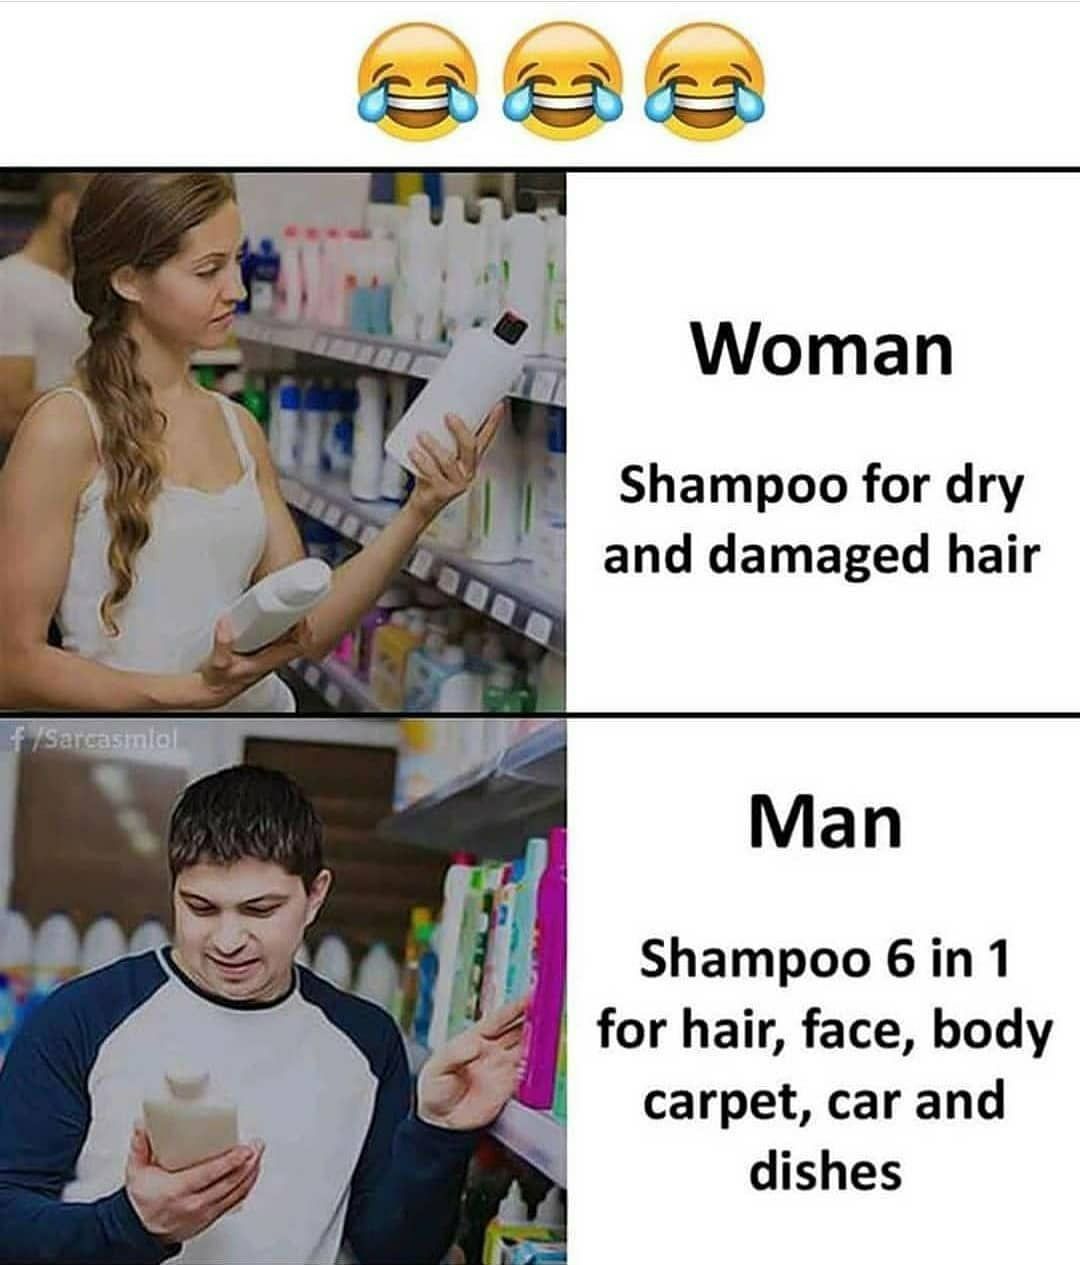 Woman
Shampoo for dry
and damaged hair
f /Sarcasmlol
Man
Shampoo 6 in 1
for hair, face, body
carpet, car and
dishes